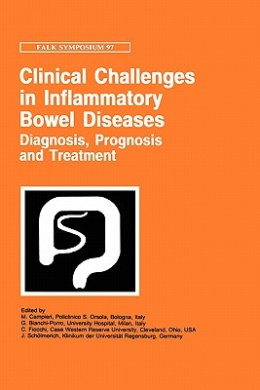 FALK SYMPOSIUM 97
Clinical Challenges
in Inflammatory
Bowel Diseases
Diagnosis, Prognosis
and Treatment
Edited by
M. Campieri, Policlinico S. Orsola, Bologna, Italy
G. Bianchi-Porro, University Hospital, Milan, Italy
C. Fiocchi, Case Western Reserve University, Cleveland, Ohio, USA
J. Schölmerich, Klinikum der Universität Regensburg, Germany